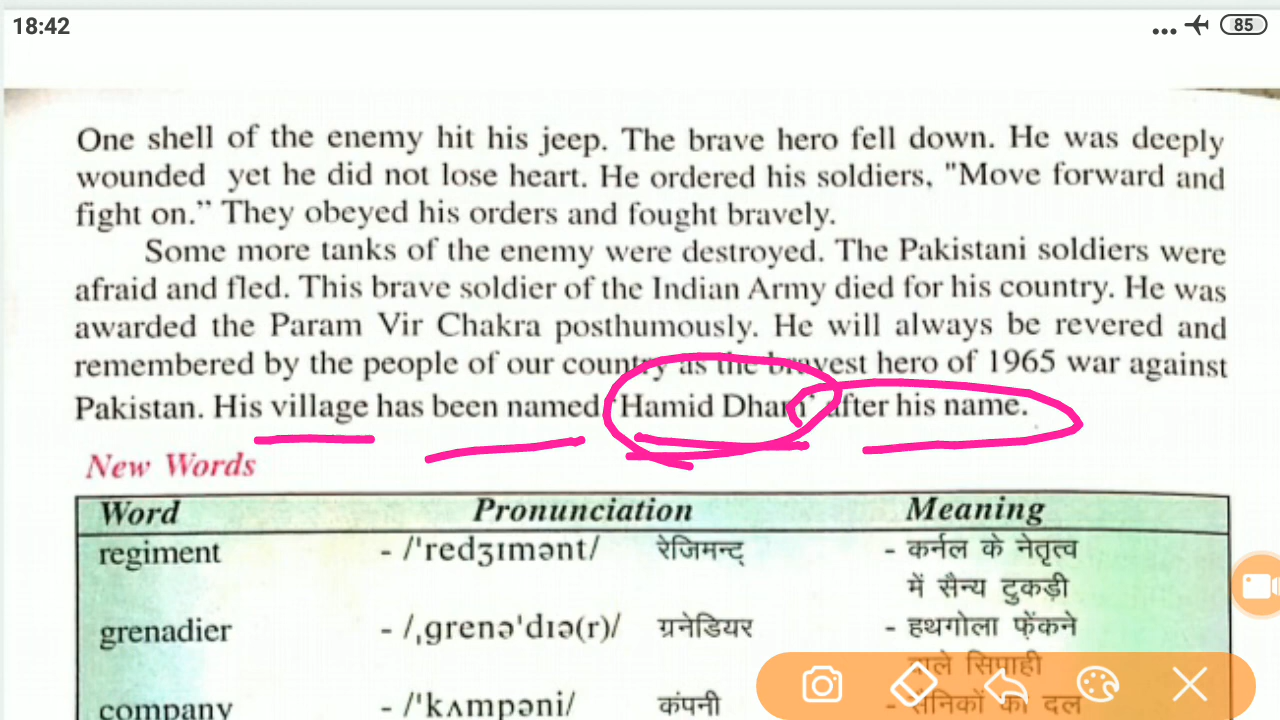 18:42
85
One shell of the enemy hit his jeep. The brave hero fell down. He was deeply
wounded yet he did not lose heart. He ordered his soldiers, "Move forward and
fight on.” They obeyed his orders and fought bravely.
Some more tanks of the enemy were destroyed. The Pakistani soldiers were
afraid and fled. This brave soldier of the Indian Army died for his country. He was
awarded the Param Vir Chakra posthumously. He will always be revered and
remembered by the people of our country as the bravest hero of 1965 war against
Pakistan. His village has been named 'Hamid Dham' after his name.
New Words
Word Pronunciation Meaning
regiment - /'redʒɪmənt/ रेजिमन्ट् - कर्नल के नेतृत्व
में सैन्य टुकड़ी
grenadier - /ˌgrenə'dɪə(r)/ ग्रनेडियर - हथगोला फ़ेंकने
वाले सिपाही
company - /'kʌmpəni/ कंपनी - सैनिकों का दल